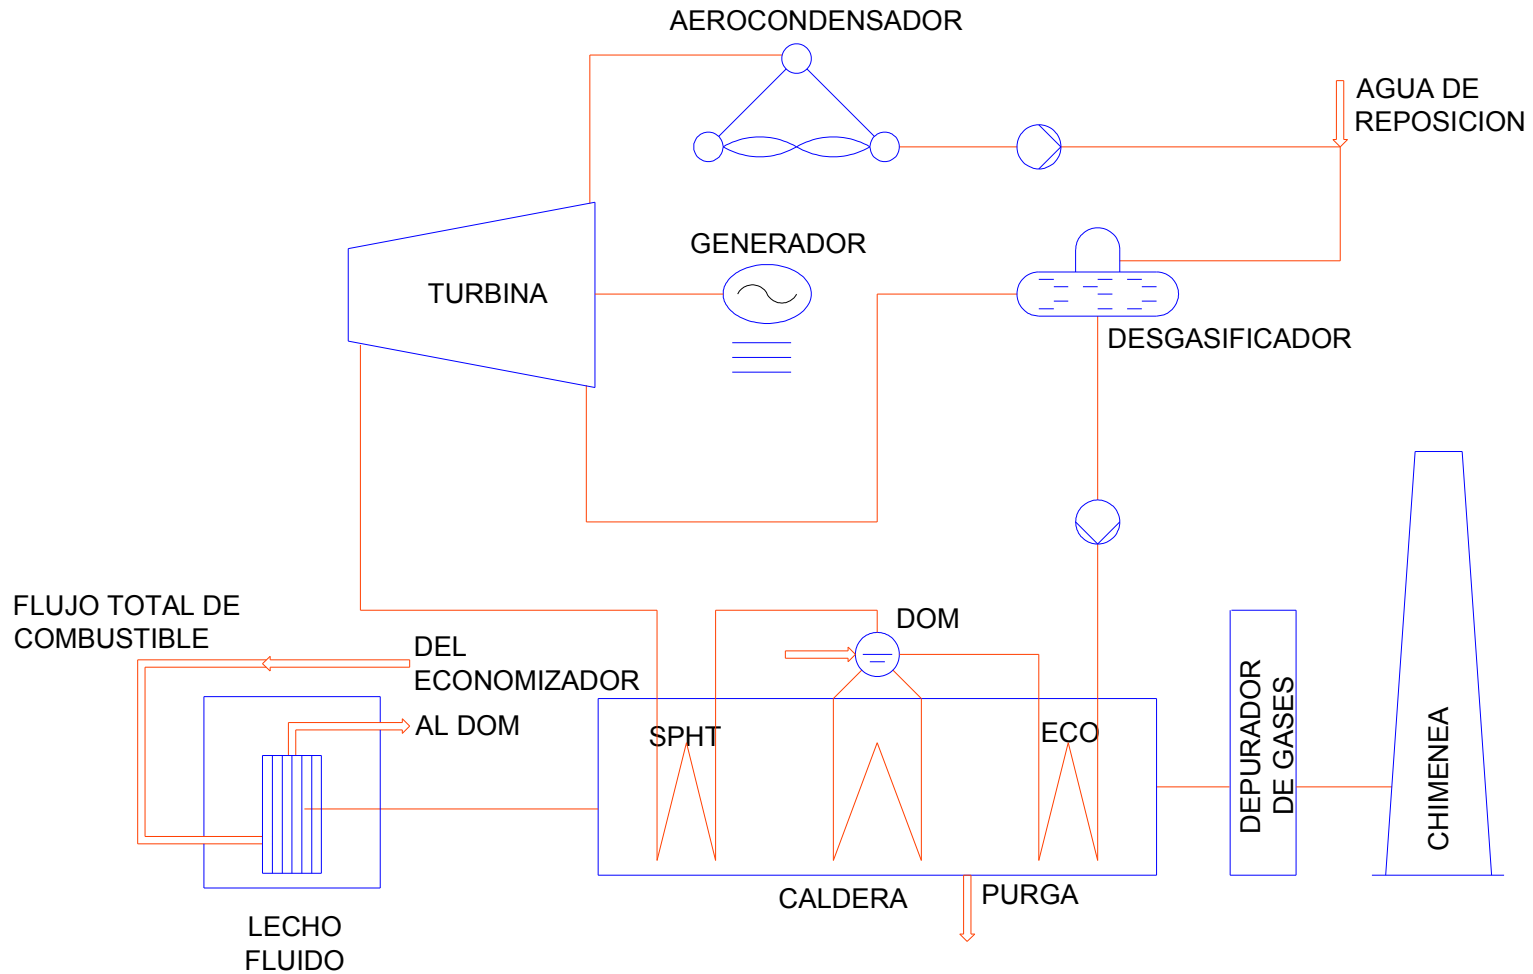 AEROCONDENSADOR
AGUA DE
REPOSICION
GENERADOR
TURBINA
DESGASIFICADOR
FLUJO TOTAL DE
COMBUSTIBLE
DEL
ECONOMIZADOR
AL DOM
DOM
SPHT
ECO
DEPURADOR
DE GASES
CHIMENEA
CALDERA
PURGA
LECHO
FLUIDO